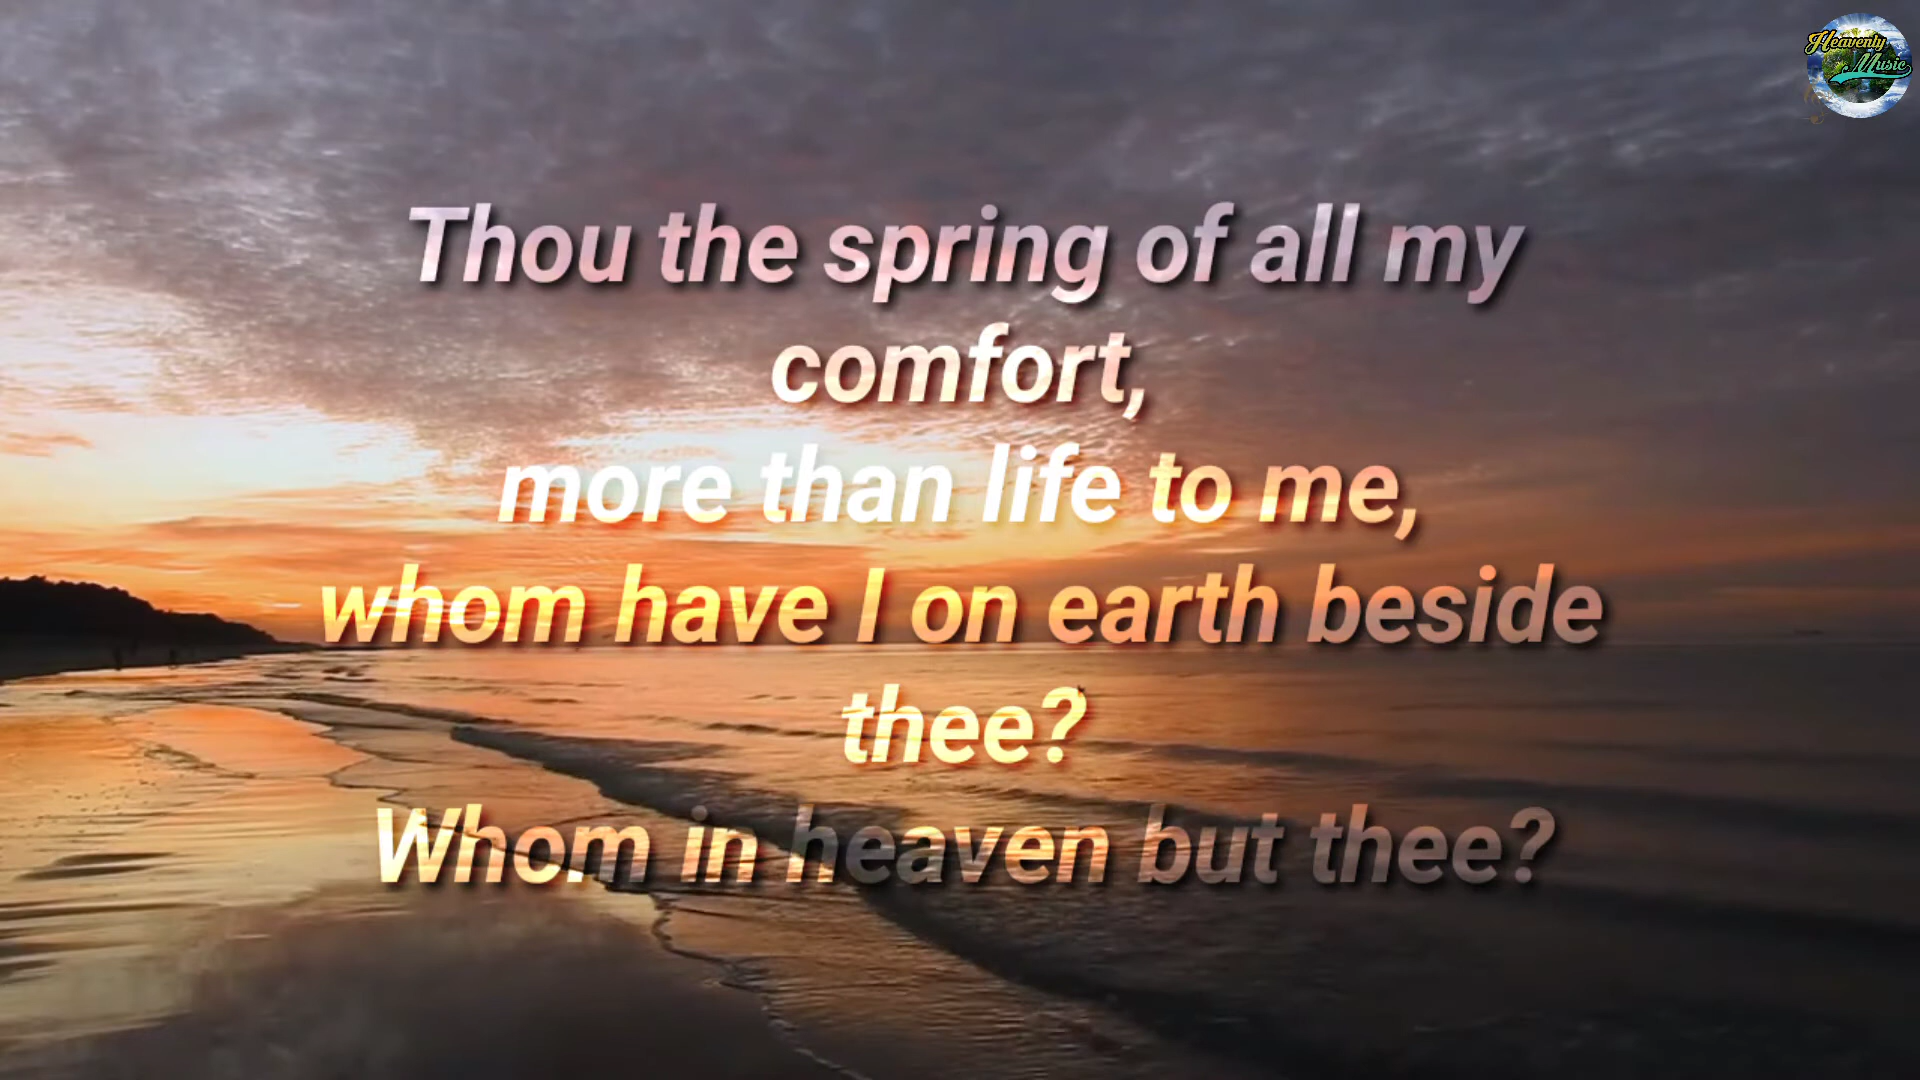 Heavenly
Music
Thou the spring of all my
comfort,
more than life to me,
whom have I on earth beside
thee?
Whom in heaven but thee?